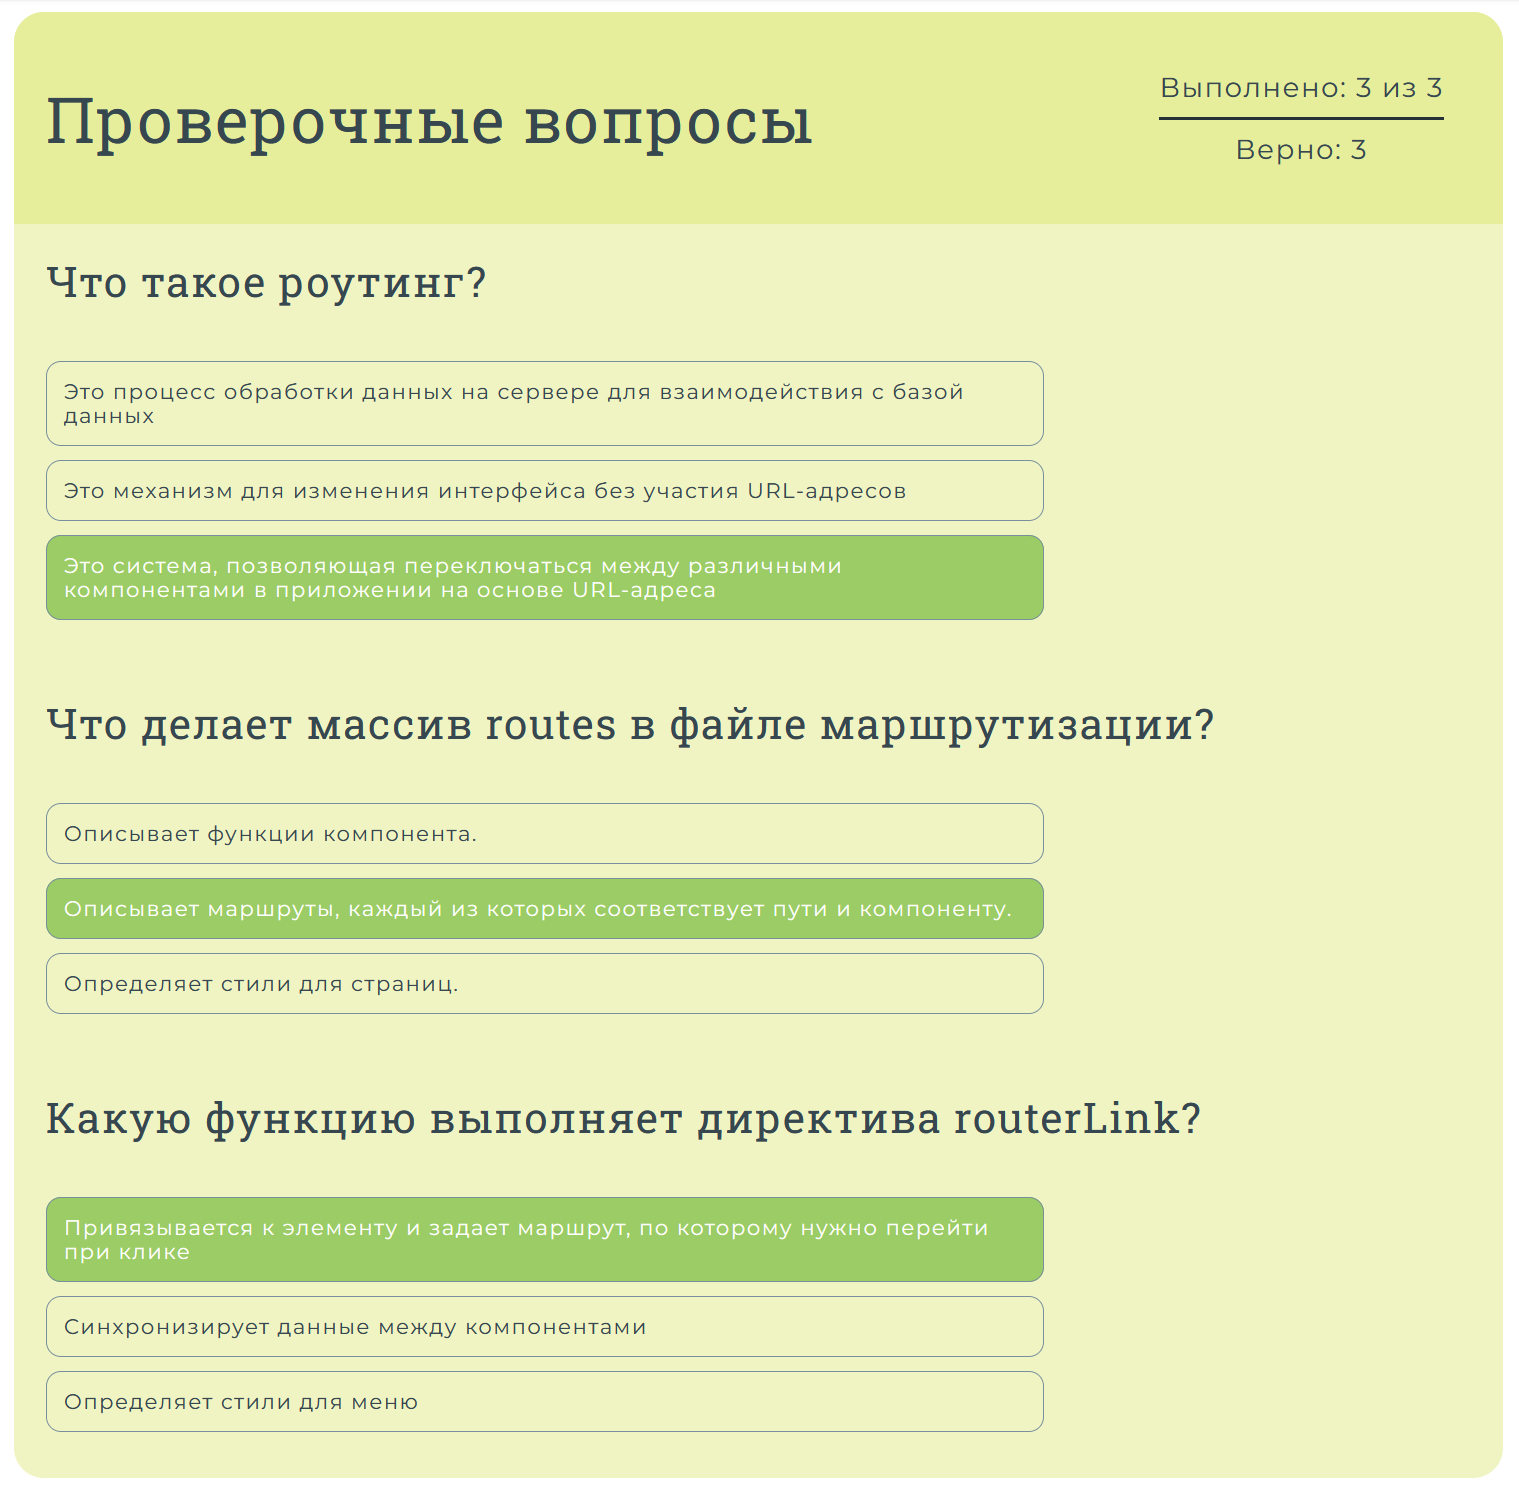 Проверочные вопросы
Выполнено: 3 из 3
Верно: 3
Что такое роутинг?
Это процесс обработки данных на сервере для взаимодействия с базой
данных
Это механизм для изменения интерфейса без участия URL-адресов
Это система, позволяющая переключаться между различными
компонентами в приложении на основе URL-адреса
Что делает массив routes в файле маршрутизации?
Описывает функции компонента.
Описывает маршруты, каждый из которых соответствует пути и компоненту.
Определяет стили для страниц.
Какую функцию выполняет директива routerLink?
Привязывается к элементу и задает маршрут, по которому нужно перейти
при клике
Синхронизирует данные между компонентами
Определяет стили для меню